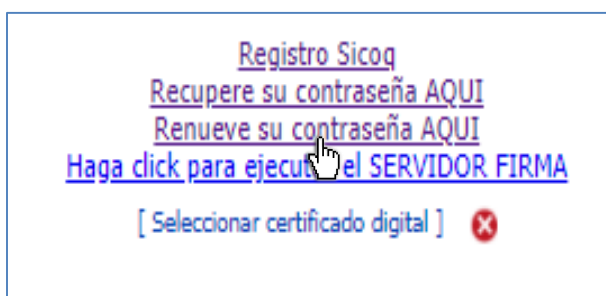 Registro Sicoq
Recupere su contraseña AQUI
Renueve su contraseña AQUI
Haga click para ejecutar el SERVIDOR FIRMA
[ Seleccionar certificado digital ]